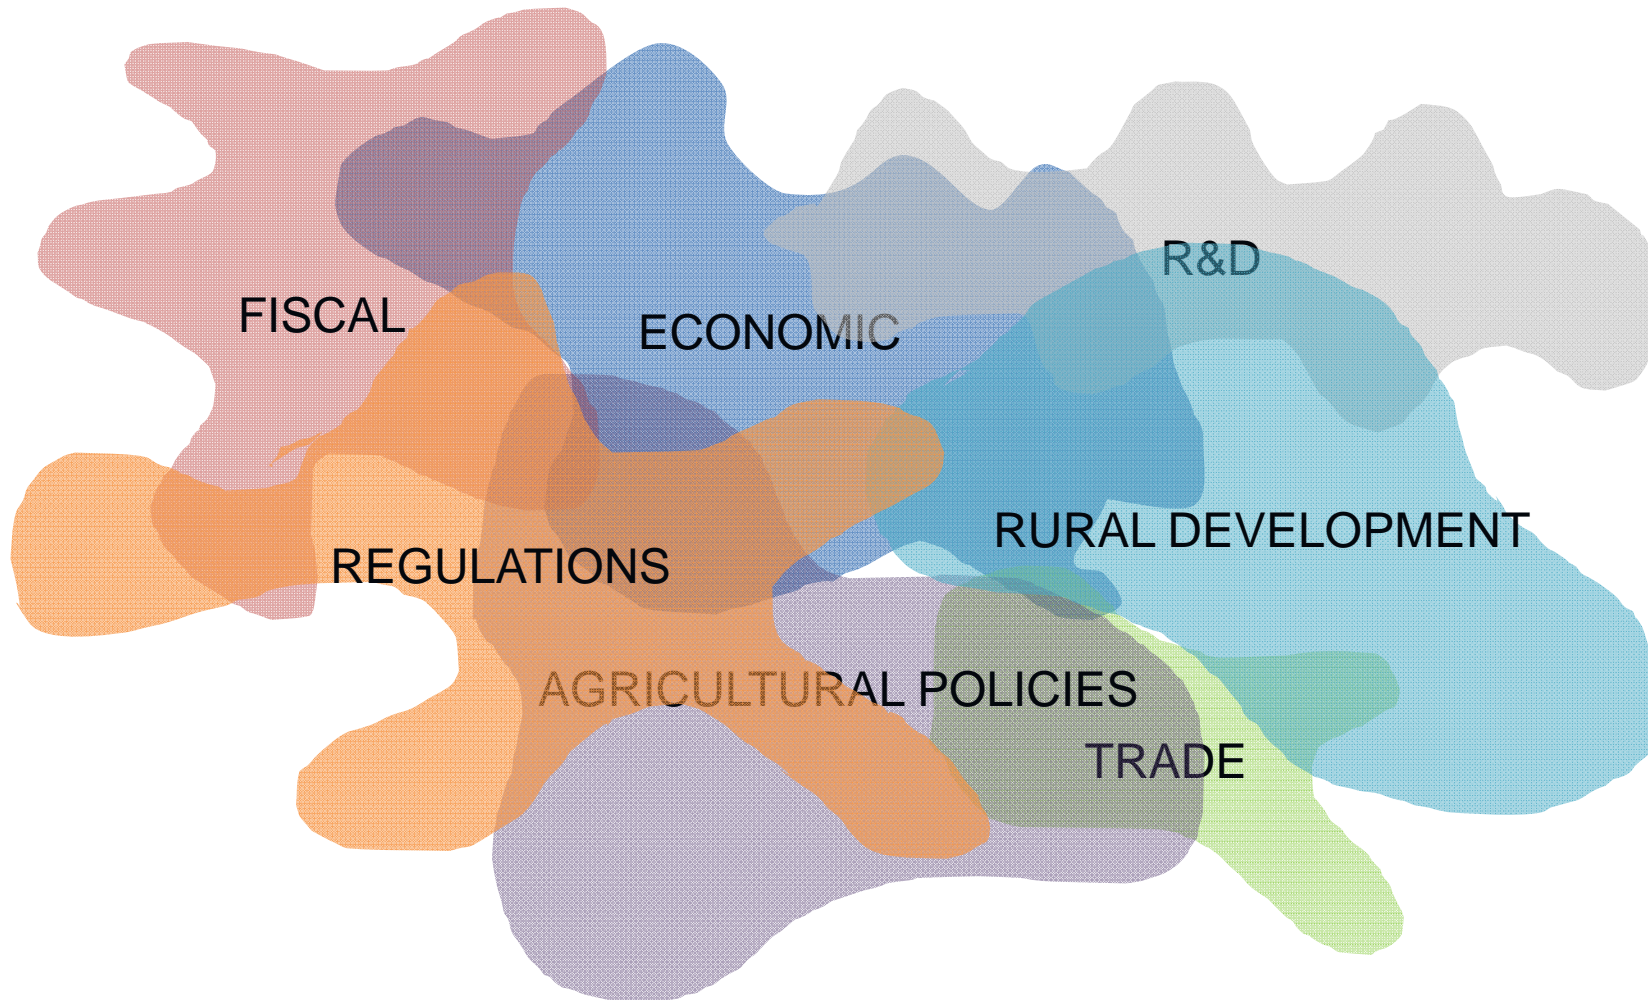 R&D
FISCAL
ECONOMIC
RURAL DEVELOPMENT
REGULATIONS
AGRICULTURAL POLICIES
TRADE